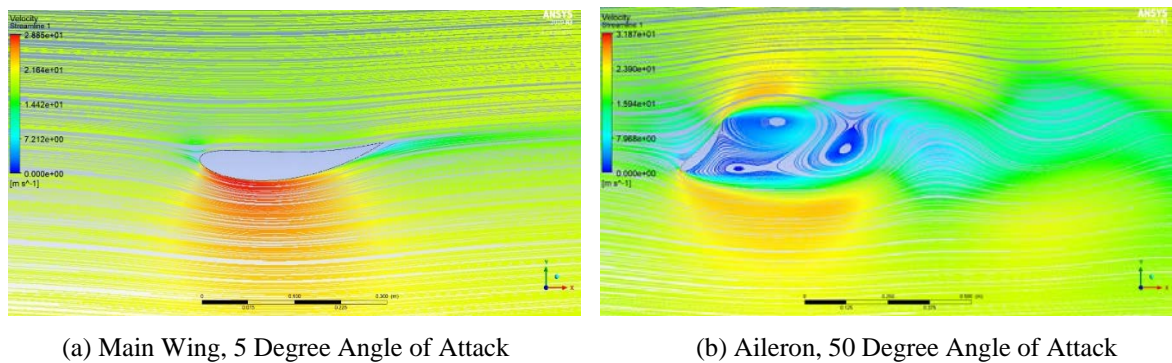 Velocity
Streamline 1
2.885e+01
2.164e+01
1.442e+01
7.212e+00
0.000e+00
[m s^-1]
ANSYS
0
0.100
0.300 (m)
0.075
0.225
Y
X
Velocity
Streamline 1
3.187e+01
2.390e+01
1.594e+01
7.968e+00
0.000e+00
[m s^-1]
ANSYS
0
0.250
0.500 (m)
0.125
0.375
Y
X
(a) Main Wing, 5 Degree Angle of Attack
(b) Aileron, 50 Degree Angle of Attack